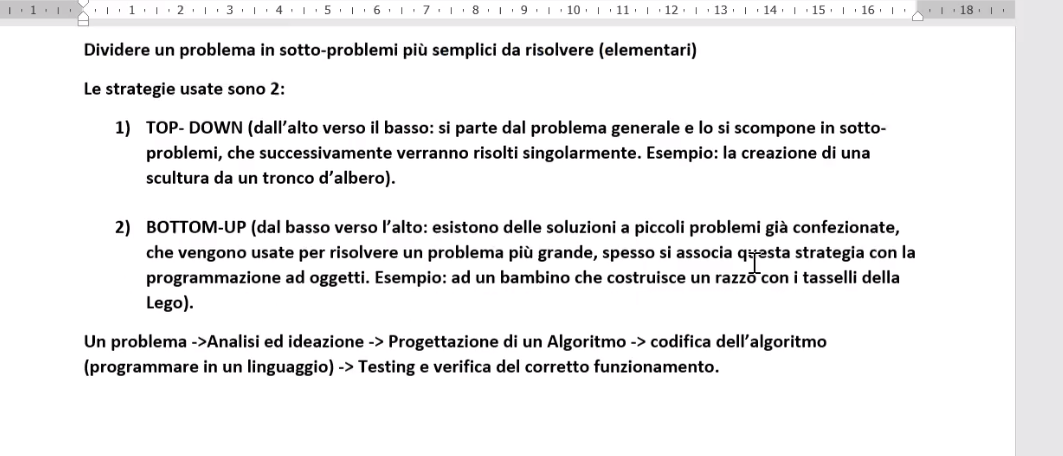 1 1 2 3 4 5 6 7 8 9 10 11 12 13 14 15 16 18
Dividere un problema in sotto-problemi più semplici da risolvere (elementari)
Le strategie usate sono 2:
1) TOP- DOWN (dall’alto verso il basso: si parte dal problema generale e lo si scompone in sotto-
problemi, che successivamente verranno risolti singolarmente. Esempio: la creazione di una
scultura da un tronco d’albero).
2) BOTTOM-UP (dal basso verso l’alto: esistono delle soluzioni a piccoli problemi già confezionate,
che vengono usate per risolvere un problema più grande, spesso si associa questa strategia con la
programmazione ad oggetti. Esempio: ad un bambino che costruisce un razzo con i tasselli della
Lego).
Un problema ->Analisi ed ideazione -> Progettazione di un Algoritmo -> codifica dell’algoritmo
(programmare in un linguaggio) -> Testing e verifica del corretto funzionamento.